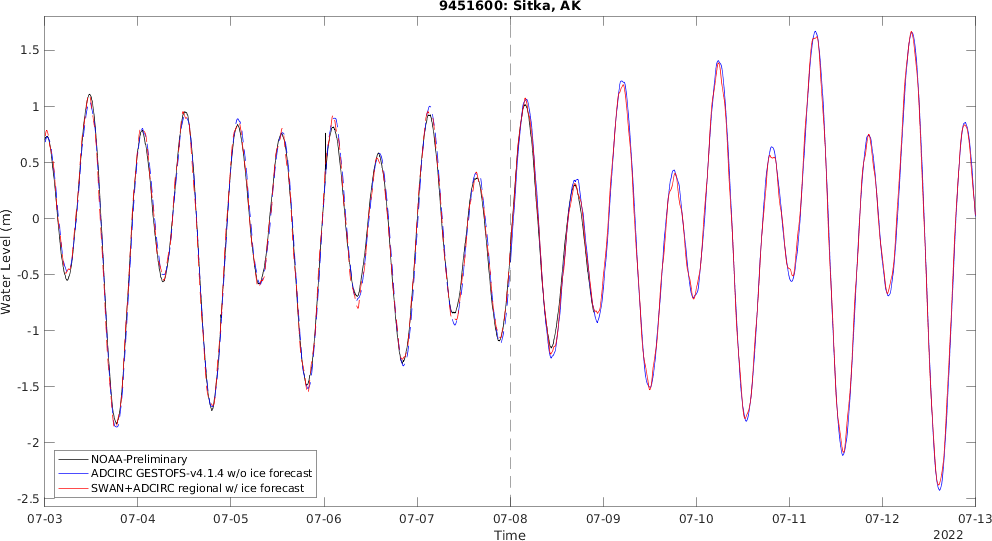 9451600: Sitka, AK
Water Level (m)
1.5
1
0.5
0
-0.5
-1
-1.5
-2
-2.5
NOAA-Preliminary
ADCIRC GESTOFS-v4.1.4 w/o ice forecast
SWAN+ADCIRC regional w/ ice forecast
07-03 07-04 07-05 07-06 07-07 07-08 07-09 07-10 07-11 07-12 07-13
Time
2022